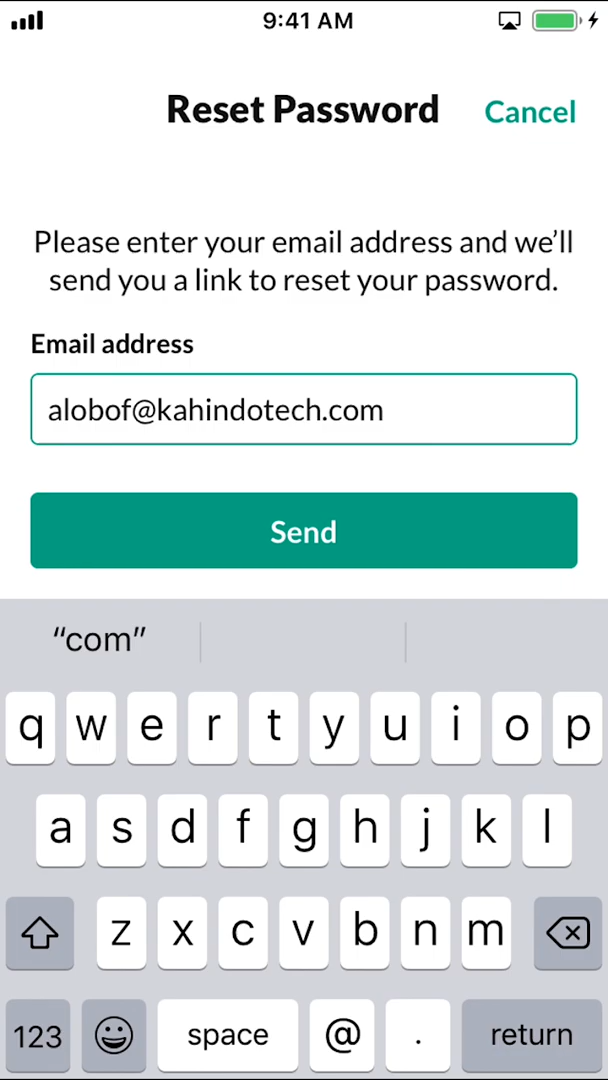 9:41 AM
Reset Password
Cancel
Please enter your email address and we’ll
send you a link to reset your password.
Email address
alobof@kahindotech.com
Send
“com”
q w e r t y u i o p
a s d f g h j k l
z x c v b n m
123 space @ . return